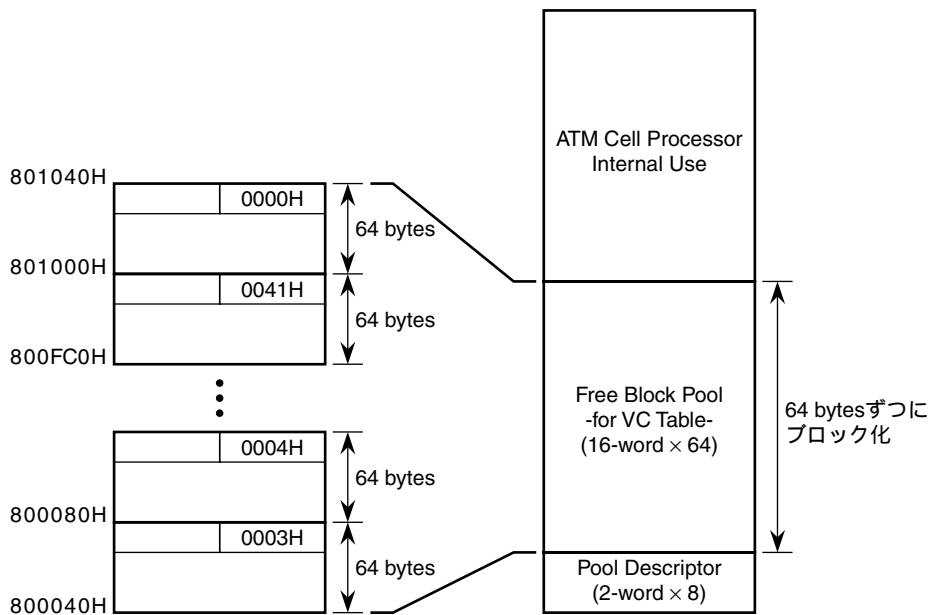 801040H
0000H
64 bytes
801000H
0041H
64 bytes
800FC0H
0004H
64 bytes
800080H
0003H
64 bytes
800040H
ATM Cell Processor
Internal Use
Free Block Pool
-for VC Table-
(16-word × 64)
64 bytesずつに
ブロック化
Pool Descriptor
(2-word × 8)